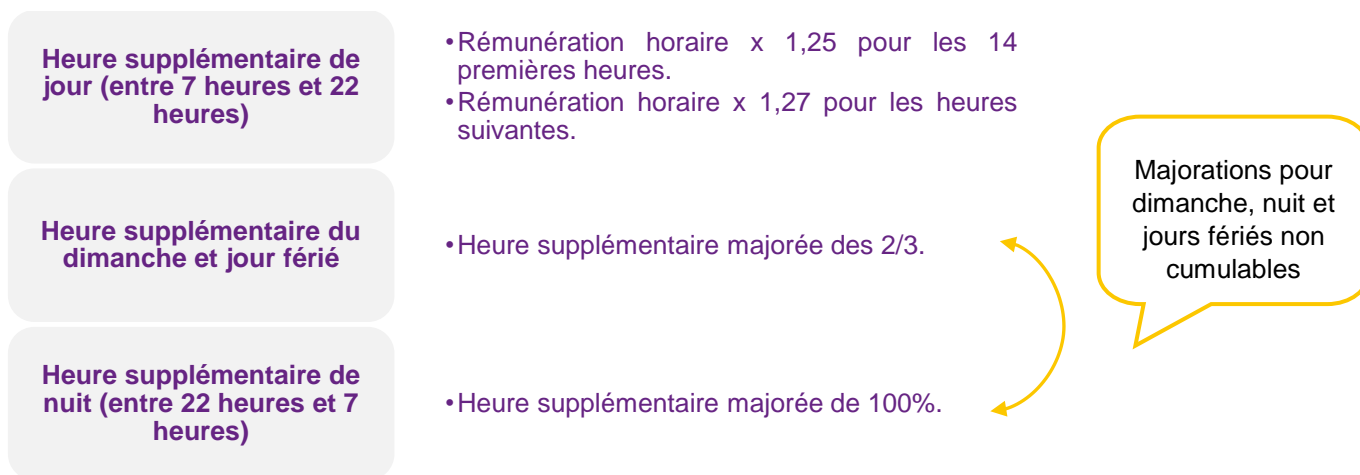 Heure supplémentaire de
jour (entre 7 heures et 22
heures)
•Rémunération horaire x 1,25 pour les 14
premières heures.
•Rémunération horaire x 1,27 pour les heures
suivantes.
Heure supplémentaire du
dimanche et jour férié
•Heure supplémentaire majorée des 2/3.
Heure supplémentaire de
nuit (entre 22 heures et 7
heures)
•Heure supplémentaire majorée de 100%.
Majorations pour
dimanche, nuit et
jours fériés non
cumulables